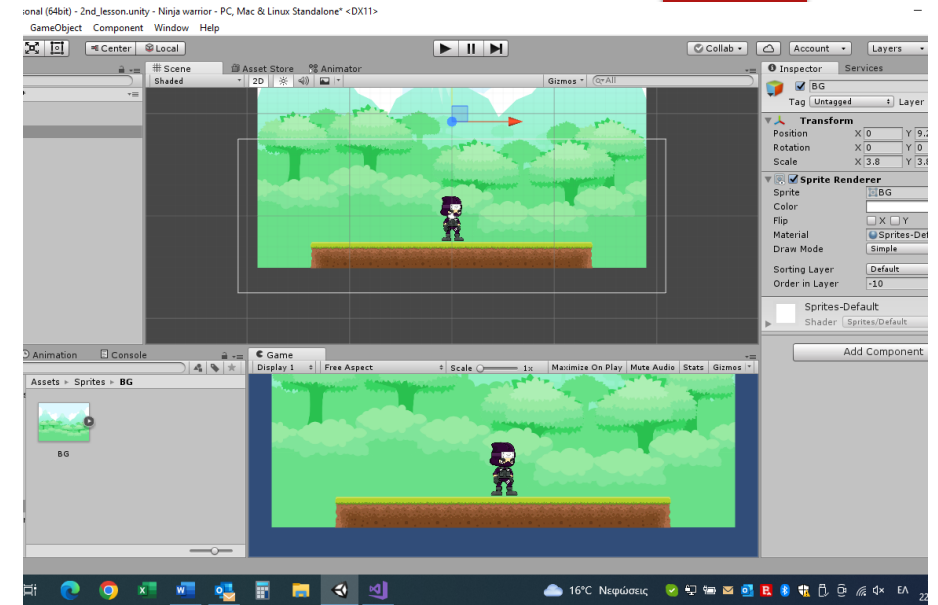 sonal (64bit) - 2nd_lesson.unity - Ninja warrior - PC, Mac & Linux Standalone* <DX11>
GameObject Component Window Help
Center Local Collab Account Layers
Scene Asset Store Animator Inspector Services
Shaded 2D Gizmos All
BG
Tag Untagged Layer
Transform
Position X 0 Y 9.2
Rotation X 0 Y 0
Scale X 3.8 Y 3.8
Sprite Renderer
Sprite BG
Color
Flip X Y
Material Sprites-Def
Draw Mode Simple
Sorting Layer Default
Order in Layer -10
Sprites-Default
Shader Sprites/Default
Add Component
Animation Console Game
Display 1 Free Aspect Scale 1x Maximize On Play Mute Audio Stats Gizmos
Assets Sprites BG
BG
16°C Νεφώσεις ΕΛ 22